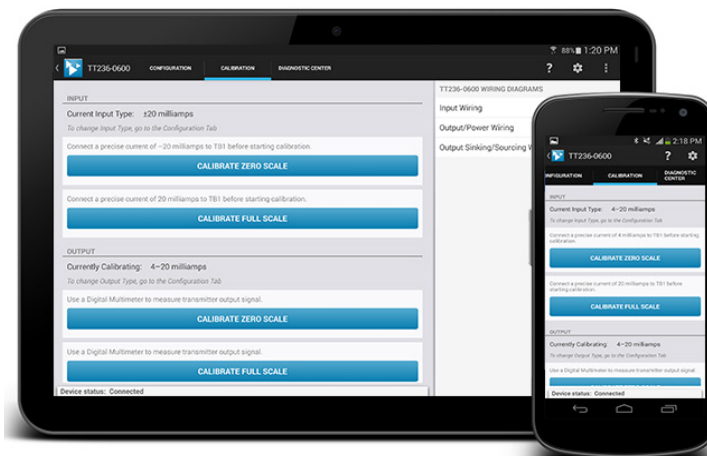 88% 1:20 PM
TT236-0600 CONFIGURATION CALIBRATION DIAGNOSTIC CENTER ?
INPUT
Current Input Type: ±20 milliamps
To change Input Type, go to the Configuration Tab
Connect a precise current of -20 milliamps to TB1 before starting calibration.
CALIBRATE ZERO SCALE
Connect a precise current of 20 milliamps to TB1 before starting calibration.
CALIBRATE FULL SCALE
OUTPUT
Currently Calibrating: 4-20 milliamps
To change Output Type, go to the Configuration Tab
Use a Digital Multimeter to measure transmitter output signal.
CALIBRATE ZERO SCALE
Use a Digital Multimeter to measure transmitter output signal.
CALIBRATE FULL SCALE
Device status: Connected
TT236-0600 WIRING DIAGRAMS
Input Wiring
Output/Power Wiring
Output Sinking/Sourcing W
2:18 PM
TT236-0600 ?
NFIGURATION CALIBRATION DIAGNOSTIC
CENTER
INPUT
Current Input Type: 4-20 milliamps
To change Input Type, go to the Configuration Tab
Connect a precise current of 4 milliamps to TB1 before starting
calibration.
CALIBRATE ZERO SCALE
Connect a precise current of 20 milliamps to TB1 before
starting calibration.
CALIBRATE FULL SCALE
OUTPUT
Currently Calibrating: 4-20 milliamps
To change Output Type, go to the Configuration Tab
Use a Digital Multimeter to measure transmitter output signal.
Device status: Connected